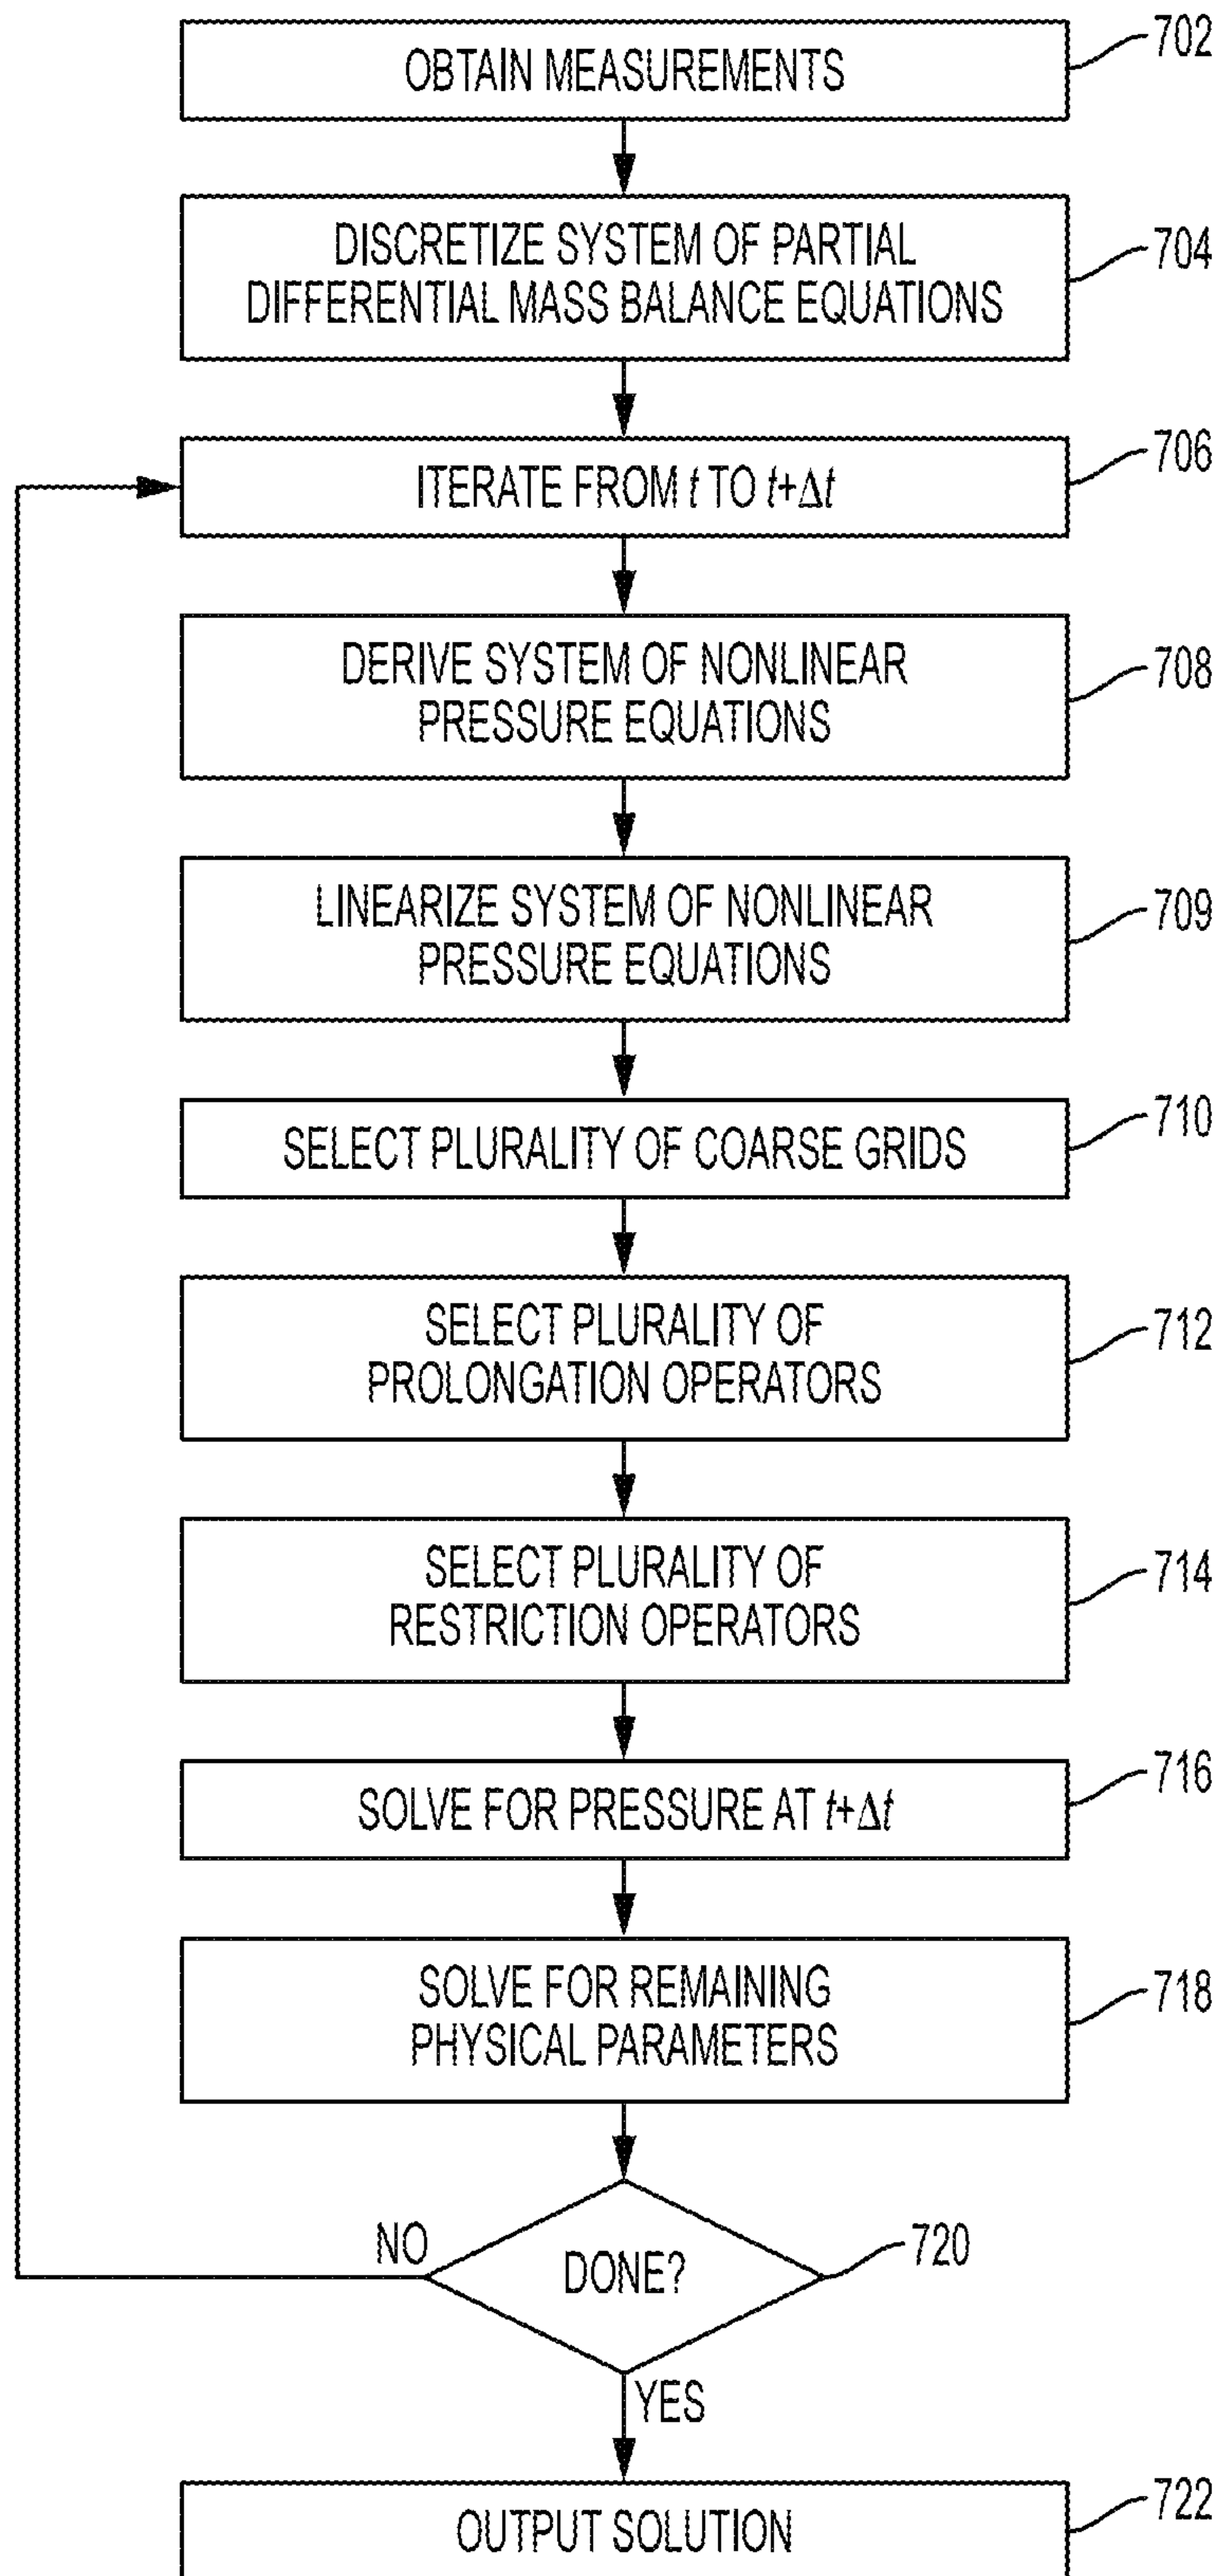 OBTAIN MEASUREMENTS
702
DISCRETIZE SYSTEM OF PARTIAL
DIFFERENTIAL MASS BALANCE EQUATIONS
704
ITERATE FROM t TO t+Δt
706
DERIVE SYSTEM OF NONLINEAR
PRESSURE EQUATIONS
708
LINEARIZE SYSTEM OF NONLINEAR
PRESSURE EQUATIONS
709
SELECT PLURALITY OF COARSE GRIDS
710
SELECT PLURALITY OF
PROLONGATION OPERATORS
712
SELECT PLURALITY OF
RESTRICTION OPERATORS
714
SOLVE FOR PRESSURE AT t+Δt
716
SOLVE FOR REMAINING
PHYSICAL PARAMETERS
718
NO
DONE?
720
YES
OUTPUT SOLUTION
722